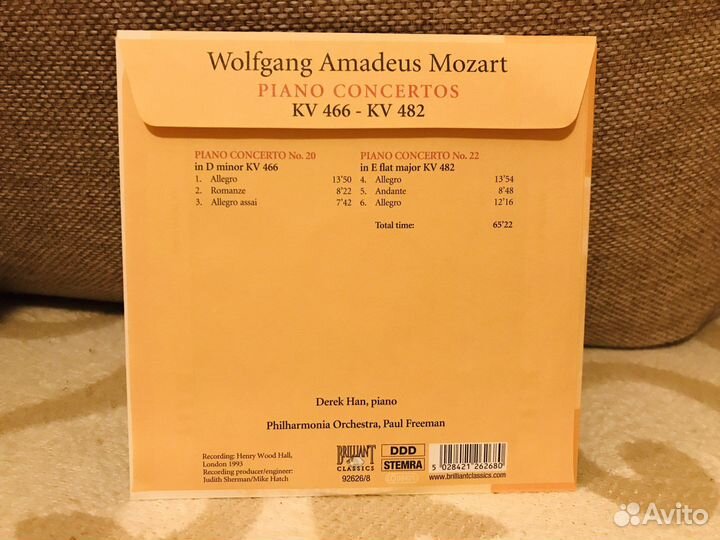 Wolfgang Amadeus Mozart
PIANO CONCERTOS
KV 466 - KV 482
PIANO CONCERTO No. 20
in D minor KV 466
1. Allegro 13'50
2. Romanze 8'22
3. Allegro assai 7'42
PIANO CONCERTO No. 22
in E flat major KV 482
4. Allegro 13'54
5. Andante 8'48
6. Allegro 12'16
Total time: 65'22
Derek Han, piano
Philharmonia Orchestra, Paul Freeman
Recording: Henry Wood Hall,
London 1993
Recording producer/engineer:
Judith Sherman/Mike Hatch
BRILLIANT
CLASSICS
92626/8
DDD
STEMRA
5 028421 262680
www.brilliantclassics.com
Avito